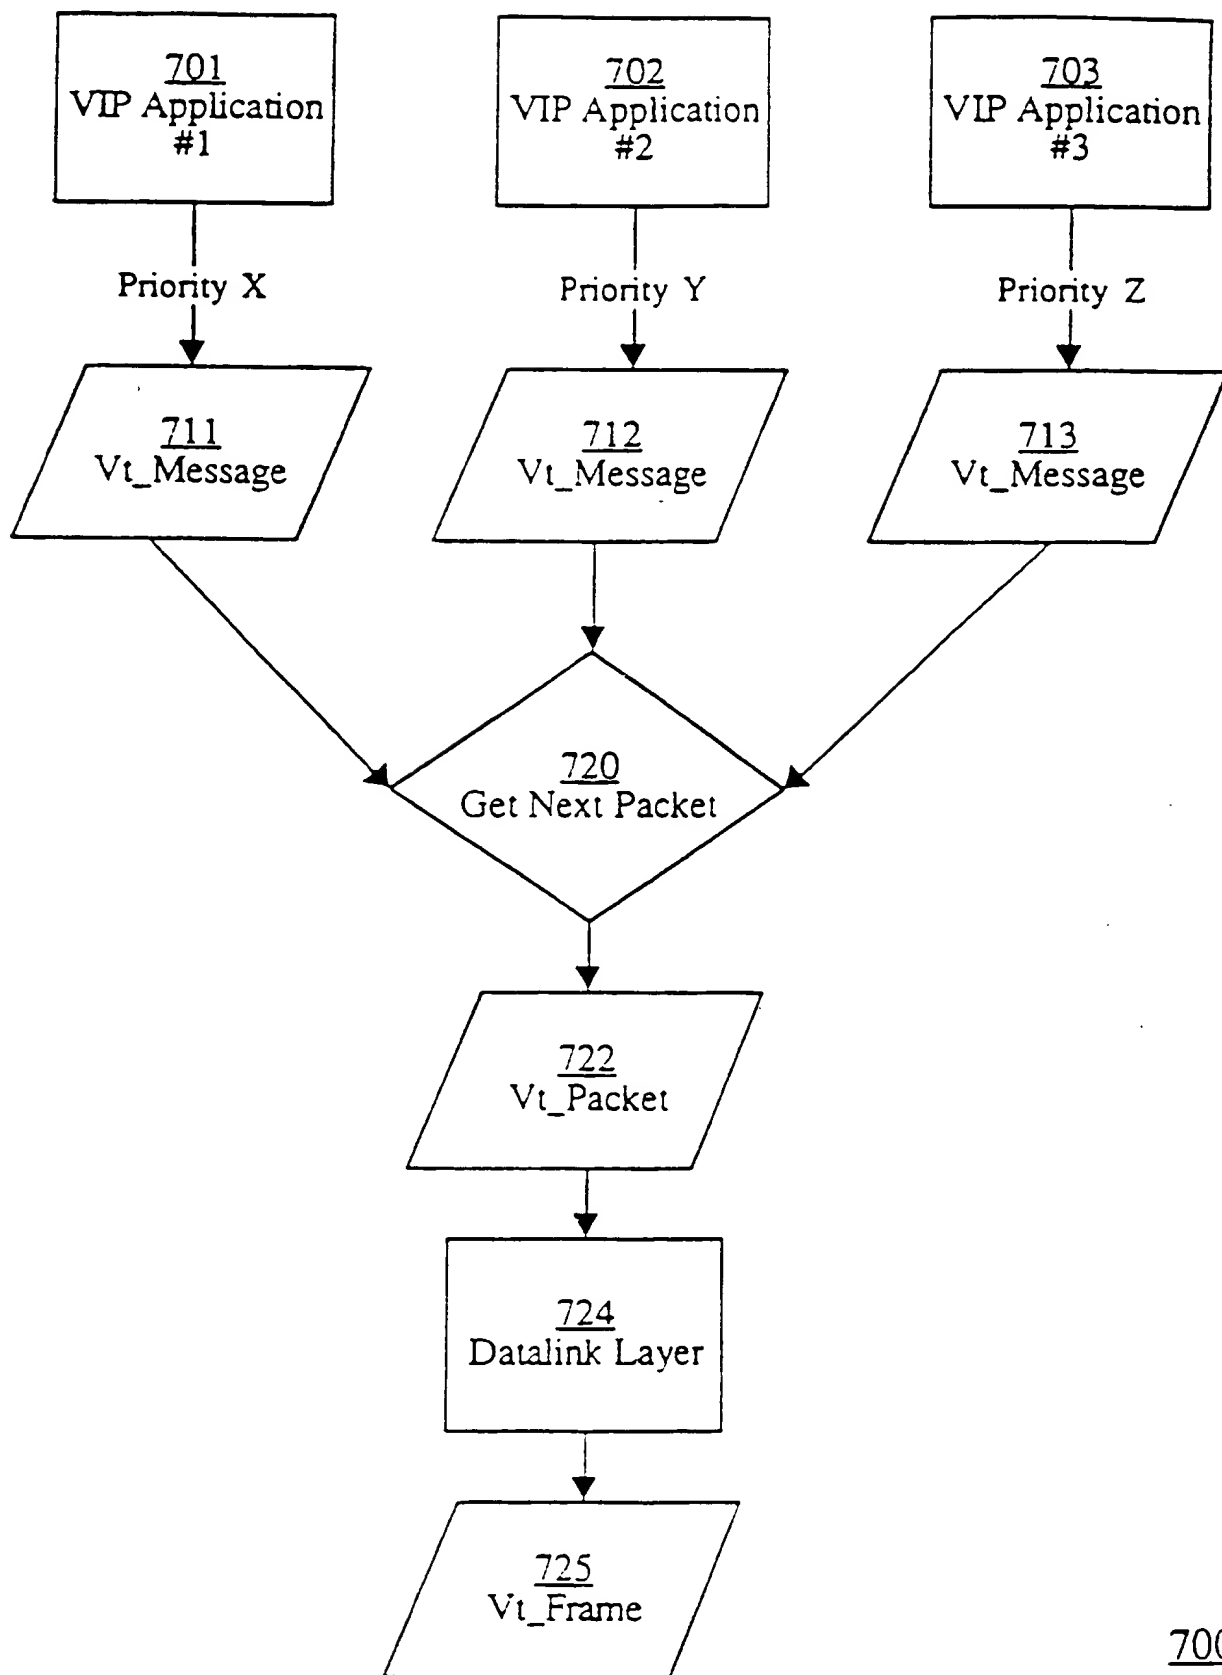 701
VIP Application
#1
702
VIP Application
#2
703
VIP Application
#3
Priority X
Priority Y
Priority Z
711
Vt_Message
712
Vt_Message
713
Vt_Message
720
Get Next Packet
722
Vt_Packet
724
Datalink Layer
725
Vt_Frame
700